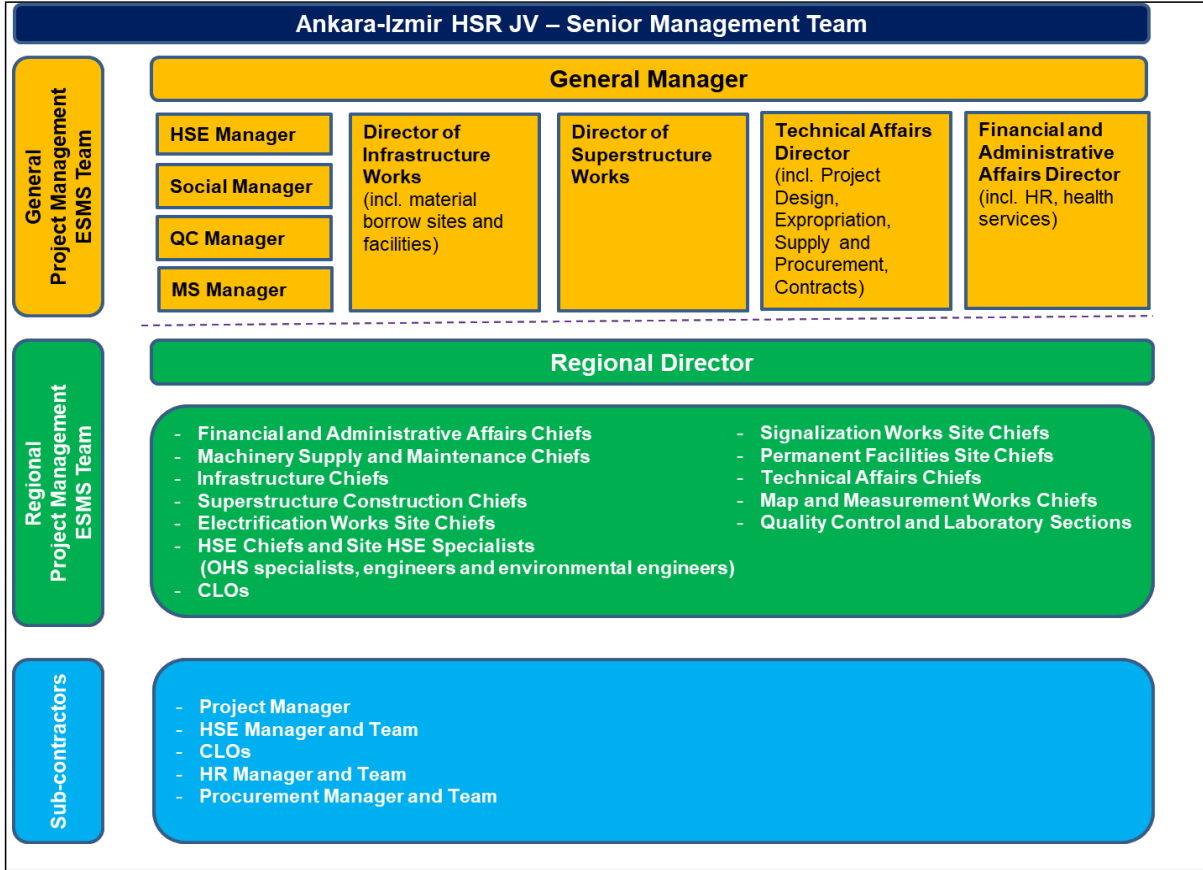 Ankara-Izmir HSR JV – Senior Management Team
General
Project Management
ESMS Team
General Manager
HSE Manager
Social Manager
QC Manager
MS Manager
Director of
Infrastructure
Works
(incl. material
borrow sites and
facilities)
Director of
Superstructure
Works
Technical Affairs
Director
(incl. Project
Design,
Expropriation,
Supply and
Procurement,
Contracts)
Financial and
Administrative
Affairs Director
(incl. HR, health
services)
Regional
Project Management
ESMS Team
Regional Director
- Financial and Administrative Affairs Chiefs
- Machinery Supply and Maintenance Chiefs
- Infrastructure Chiefs
- Superstructure Construction Chiefs
- Electrification Works Site Chiefs
- HSE Chiefs and Site HSE Specialists
(OHS specialists, engineers and environmental engineers)
- CLOs
- Signalization Works Site Chiefs
- Permanent Facilities Site Chiefs
- Technical Affairs Chiefs
- Map and Measurement Works Chiefs
- Quality Control and Laboratory Sections
Sub-contractors
- Project Manager
- HSE Manager and Team
- CLOs
- HR Manager and Team
- Procurement Manager and Team